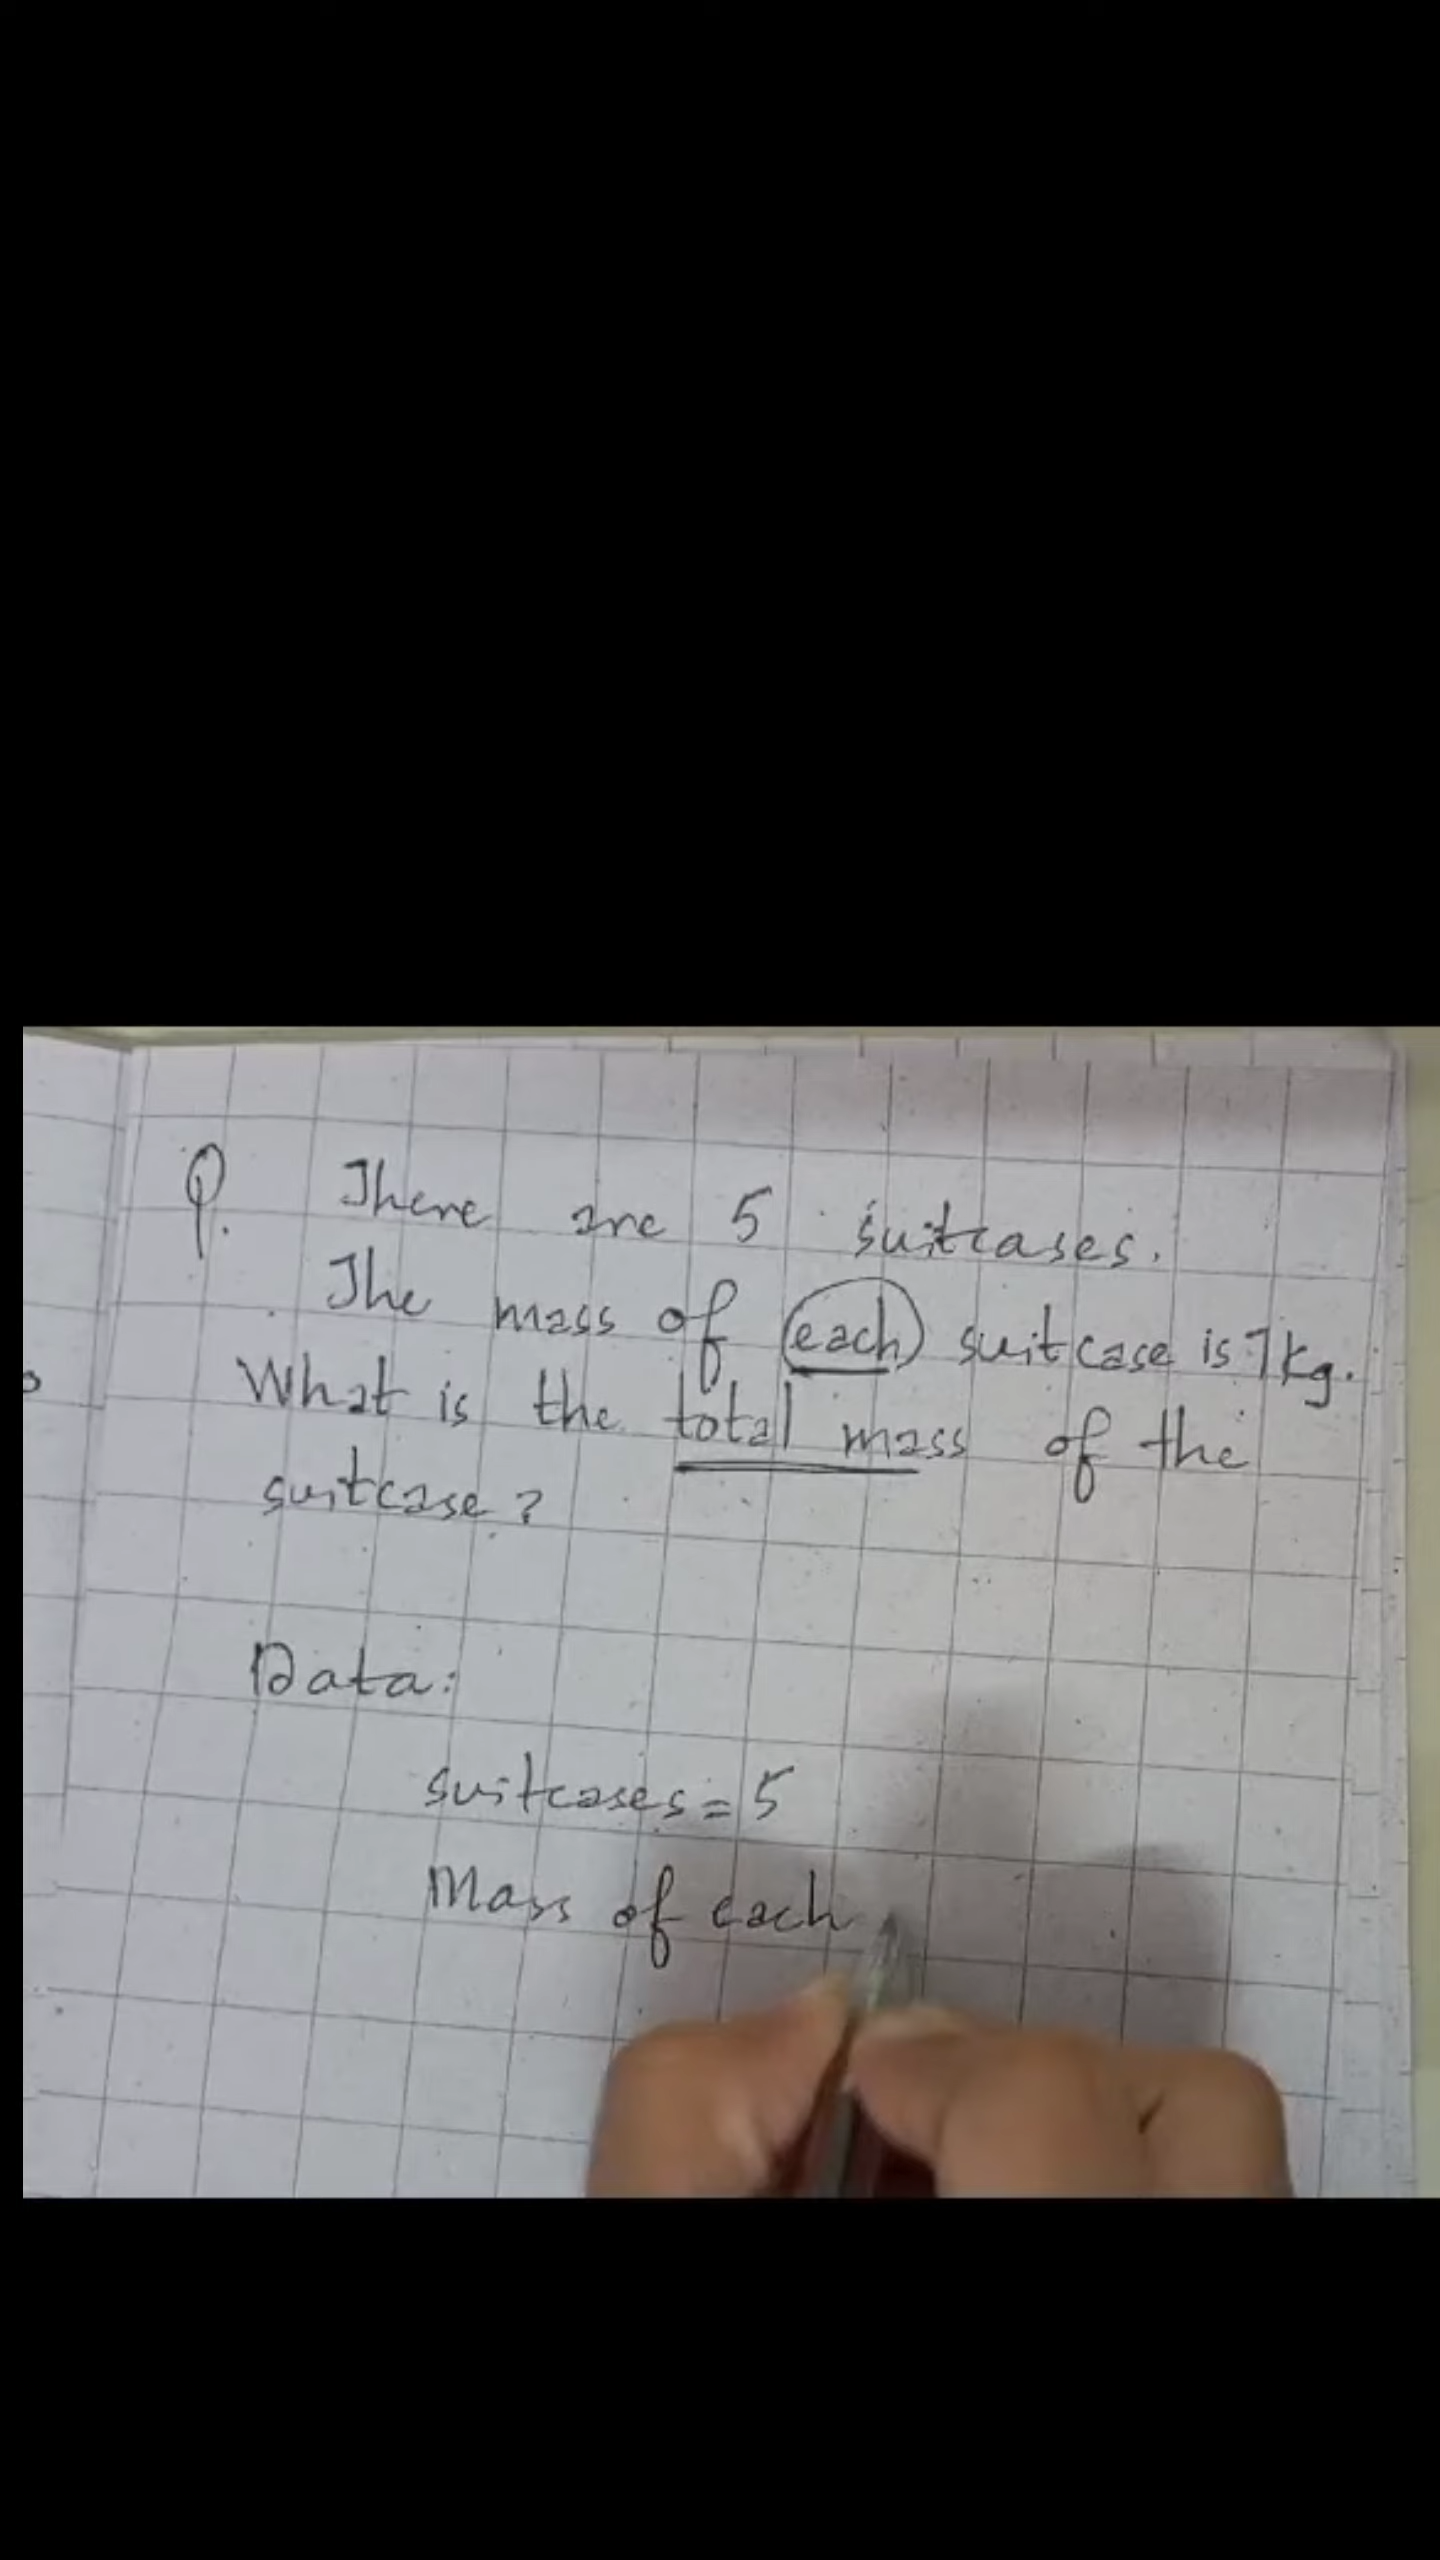 Q. There are 5 suitcases.
The mass of each suitcase is 7kg.
What is the total mass of the
suitcase?
Data:
suitcases = 5
Mass of each